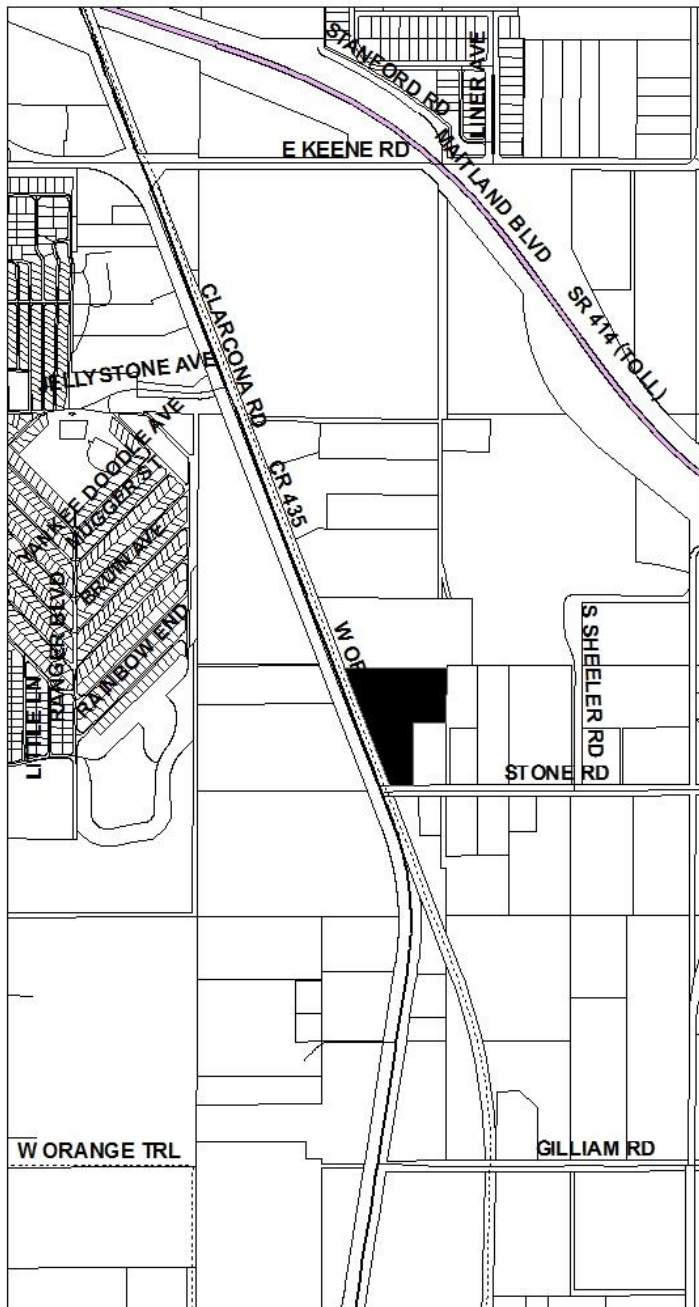 STANFORD RD
LINER AVE
E KEENE RD
MAITLAND BLVD
SR 414 (TOLL)
CLARCONA RD
JELLYSTONE AVE
CR 435
YANKEE DOODLE AVE
MUGGER ST
BRUIN AVE
RANGER BLVD
RAINBOW END
LITTLE LN
W OR
S SHEELER RD
STONE RD
W ORANGE TRL
GILLIAM RD